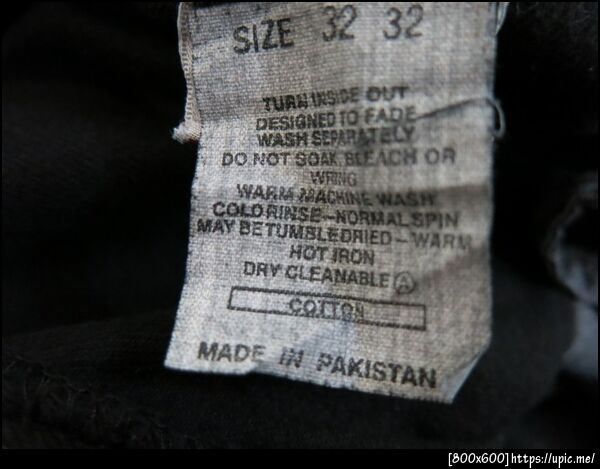 SIZE 32 32
TURN INSIDE OUT
DESIGNED TO FADE
WASH SEPARATELY
DO NOT SOAK, BLEACH OR
WRING
WARM MACHINE WASH
COLD RINSE-NORMAL SPIN
MAY BE TUMBLE DRIED - WARM
HOT IRON
DRY CLEANABLE Ⓐ
COTTON
MADE IN PAKISTAN
[800x600]https://upic.me/